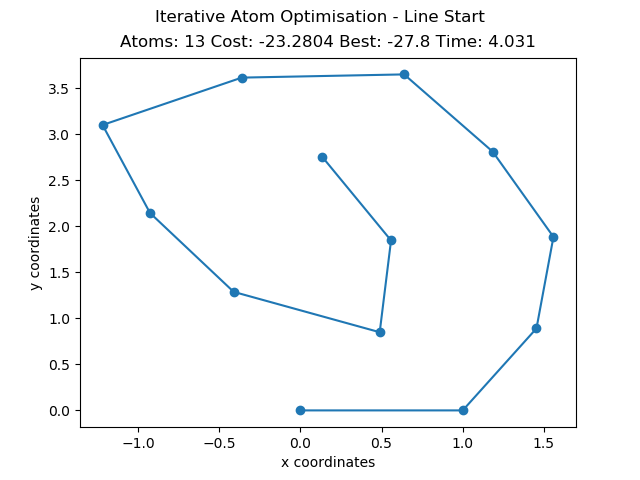 Iterative Atom Optimisation - Line Start
Atoms: 13 Cost: -23.2804 Best: -27.8 Time: 4.031
3.5
3.0
2.5
2.0
1.5
1.0
0.5
0.0
y coordinates
−1.0 −0.5 0.0 0.5 1.0 1.5
x coordinates